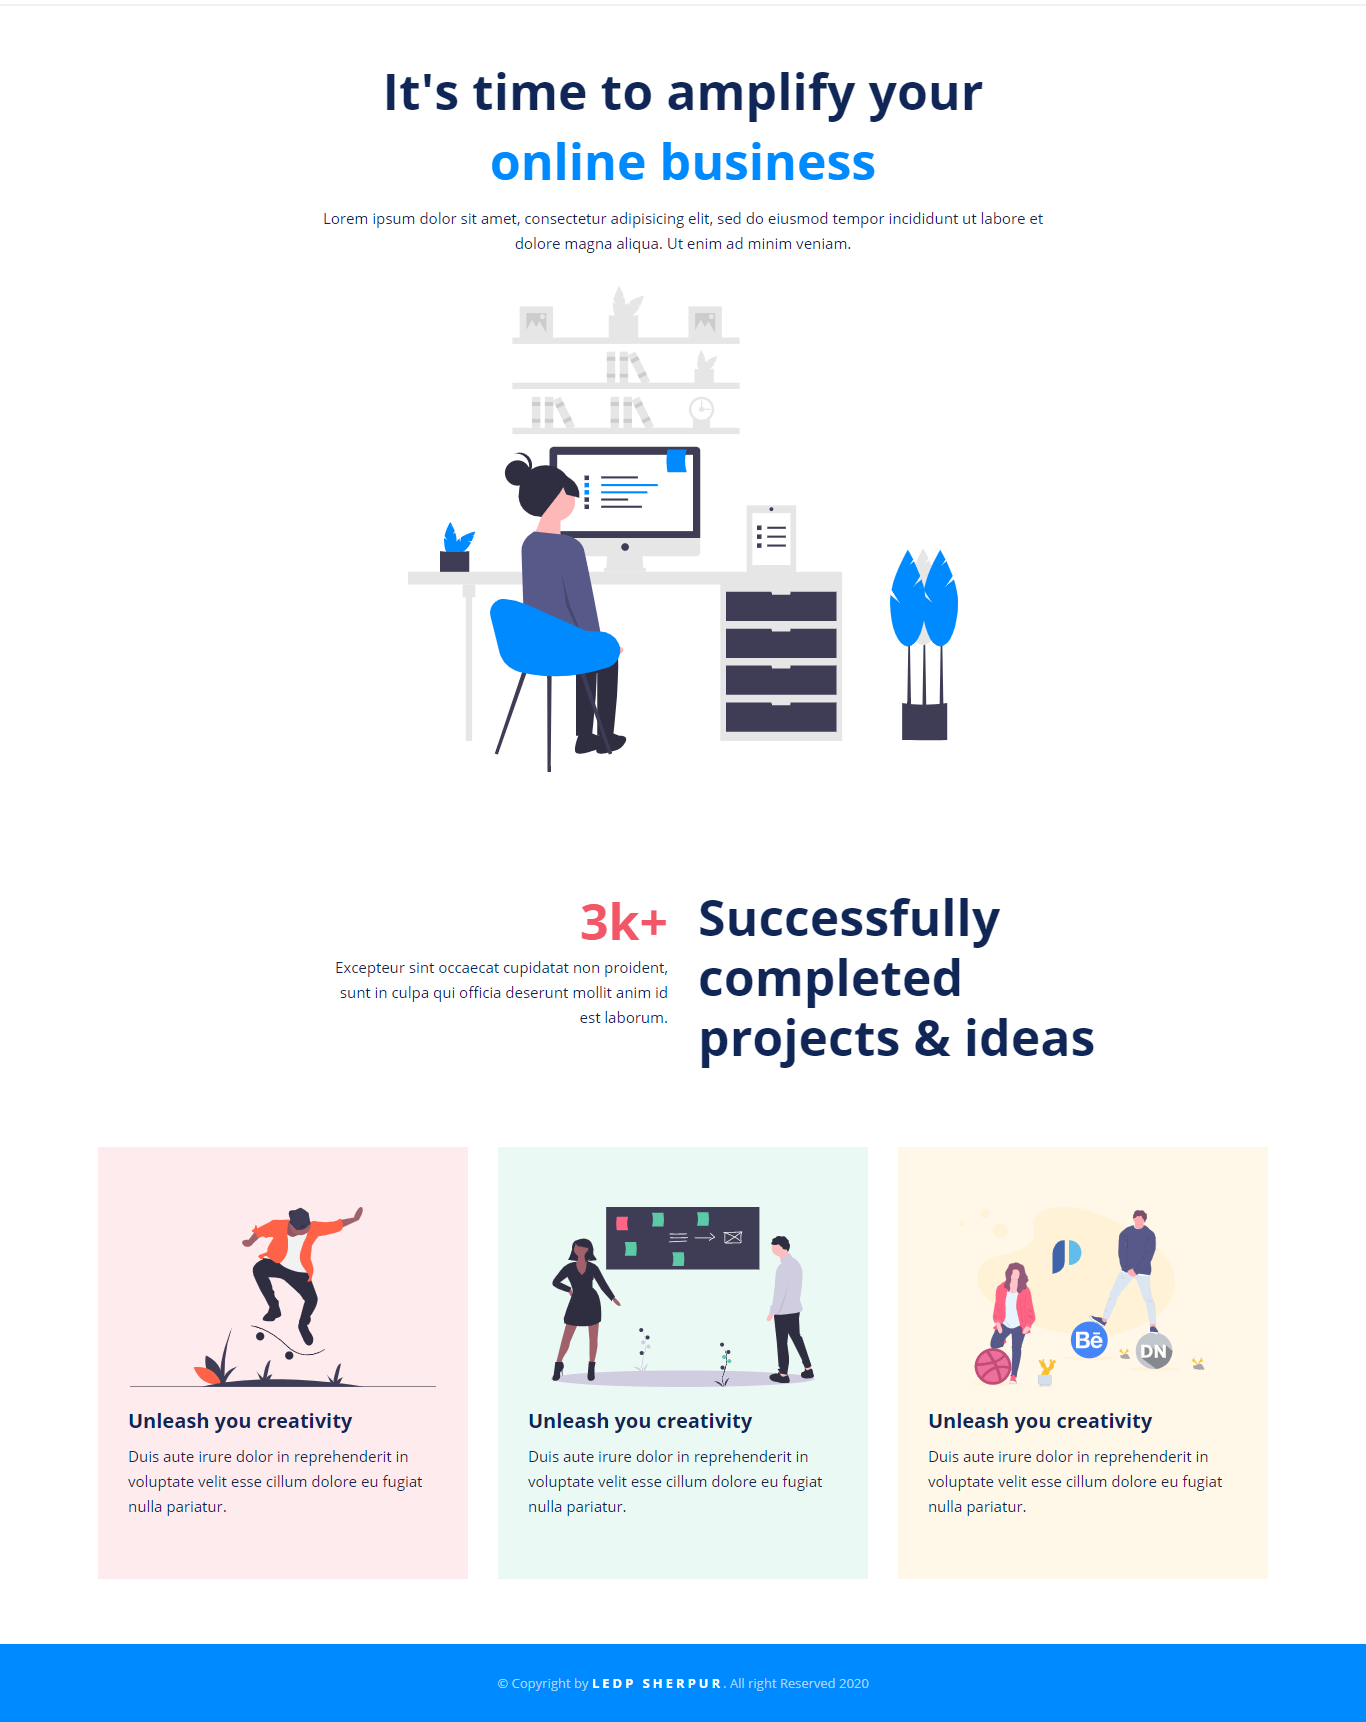 It's time to amplify your
online business
Lorem ipsum dolor sit amet, consectetur adipisicing elit, sed do eiusmod tempor incididunt ut labore et
dolore magna aliqua. Ut enim ad minim veniam.
3k+
Excepteur sint occaecat cupidatat non proident,
sunt in culpa qui officia deserunt mollit anim id
est laborum.
Successfully
completed
projects & ideas
Bē
DN
Unleash you creativity
Duis aute irure dolor in reprehenderit in
voluptate velit esse cillum dolore eu fugiat
nulla pariatur.
Unleash you creativity
Duis aute irure dolor in reprehenderit in
voluptate velit esse cillum dolore eu fugiat
nulla pariatur.
Unleash you creativity
Duis aute irure dolor in reprehenderit in
voluptate velit esse cillum dolore eu fugiat
nulla pariatur.
© Copyright by LEDP SHERPUR. All right Reserved 2020